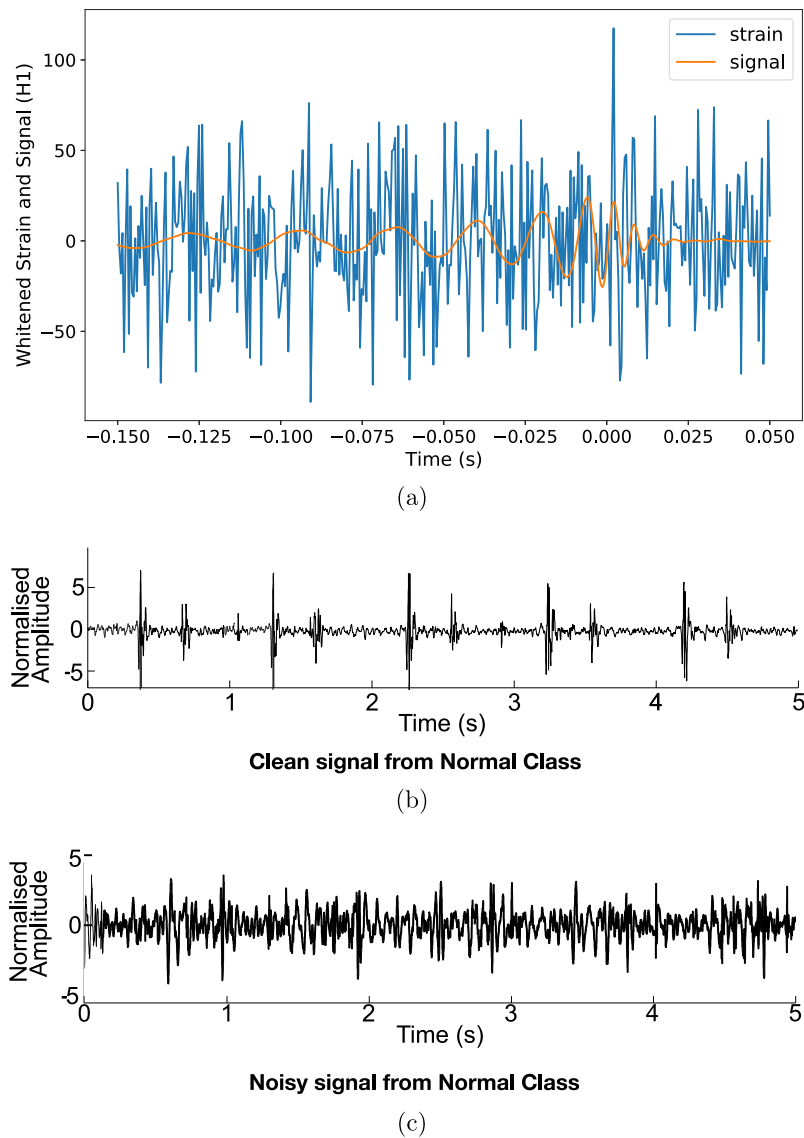 strain
signal
100
50
0
−50
Whitened Strain and Signal (H1)
−0.150 −0.125 −0.100 −0.075 −0.050 −0.025 0.000 0.025 0.050
Time (s)
(a)
Normalised
Amplitude
5
0
-5
0 1 2 3 4 5
Time (s)
Clean signal from Normal Class
(b)
Normalised
Amplitude
5
0
-5
0 1 2 3 4 5
Time (s)
Noisy signal from Normal Class
(c)